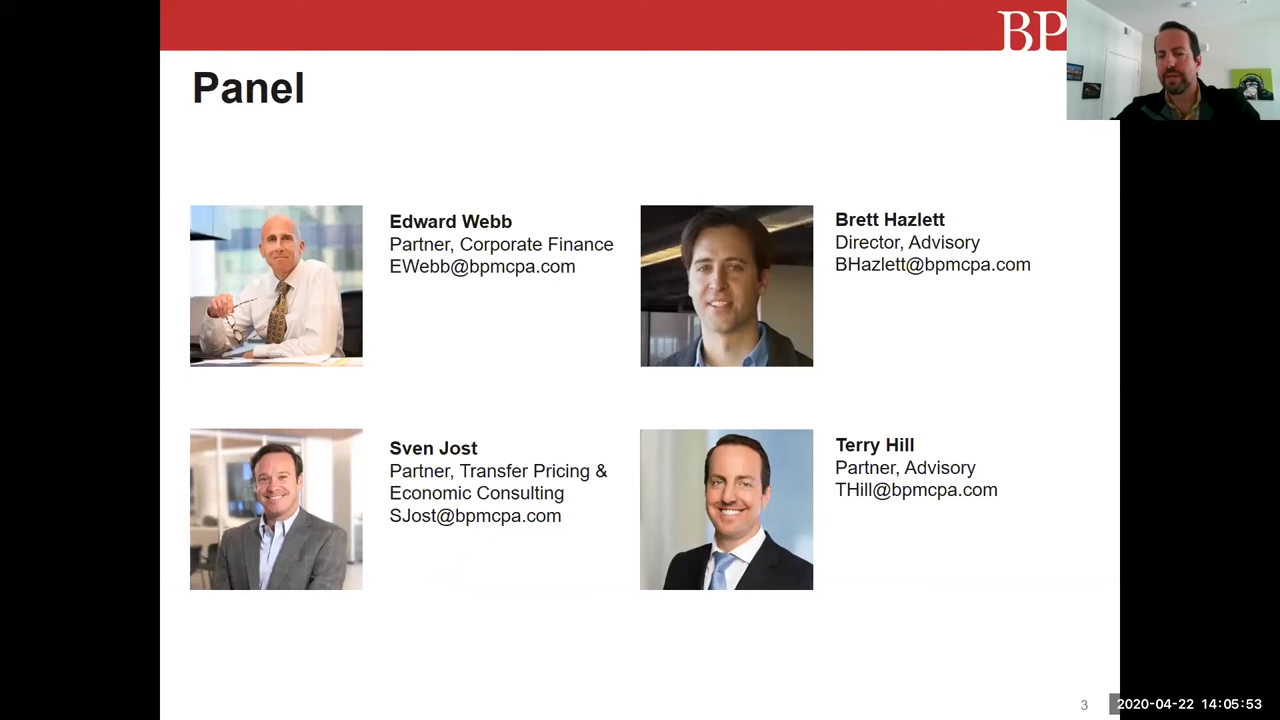 BP
Panel
Edward Webb
Partner, Corporate Finance
EWebb@bpmcpa.com
Brett Hazlett
Director, Advisory
BHazlett@bpmcpa.com
Sven Jost
Partner, Transfer Pricing &
Economic Consulting
SJost@bpmcpa.com
Terry Hill
Partner, Advisory
THill@bpmcpa.com
3
2020-04-22 14:05:53